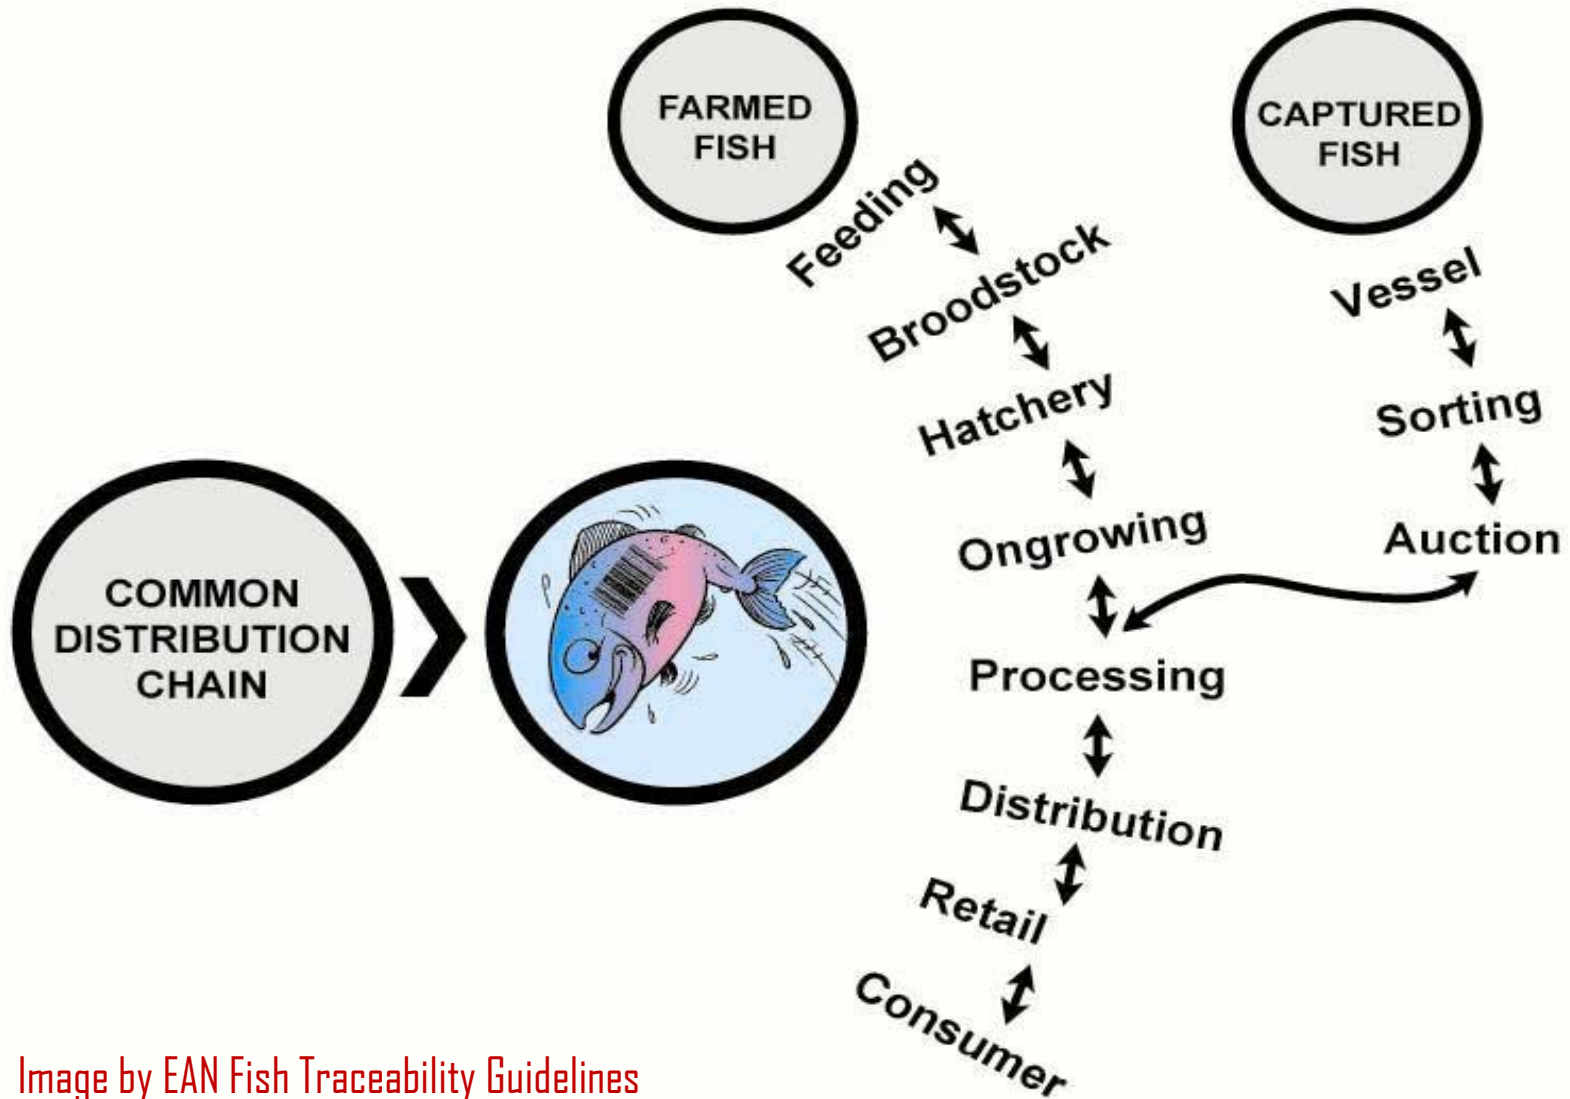 FARMED
FISH
CAPTURED
FISH
Feeding
Broodstock
Hatchery
Ongrowing
Vessel
Sorting
Auction
Processing
Distribution
Retail
Consumer
COMMON
DISTRIBUTION
CHAIN
Image by EAN Fish Traceability Guidelines